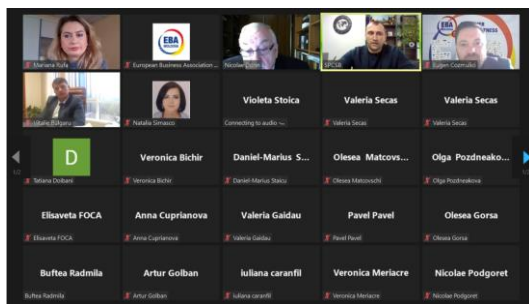 Mariana Rufa
EBA
MOLDOVA
European Business Association ...
Nicolae
SPCSB
EBA
PRESS
Eugen Cozmulici
Vitalie Bulgaru
Natalia Simasco
Violeta Stoica
Connecting to audio
Valeria Secas
Valeria Secas
Valeria Secas
Valeria Secas
D
Tatiana Doibani
Veronica Bichir
Veronica Bichir
Daniel-Marius S...
Daniel-Marius Staicu
Olesea Matcovs...
Olesea Matcovschi
Olga Pozdneako...
Olga Pozdneakova
Elisaveta FOCA
Elisaveta FOCA
Anna Cuprianova
Anna Cuprianova
Valeria Gaidau
Valeria Gaidau
Pavel Pavel
Pavel Pavel
Olesea Gorsa
Olesea Gorsa
Buftea Radmila
Buftea Radmila
Artur Golban
Artur Golban
iuliana caranfil
iuliana caranfil
Veronica Meriacre
Veronica Meriacre
Nicolae Podgoret
Nicolae Podgoret